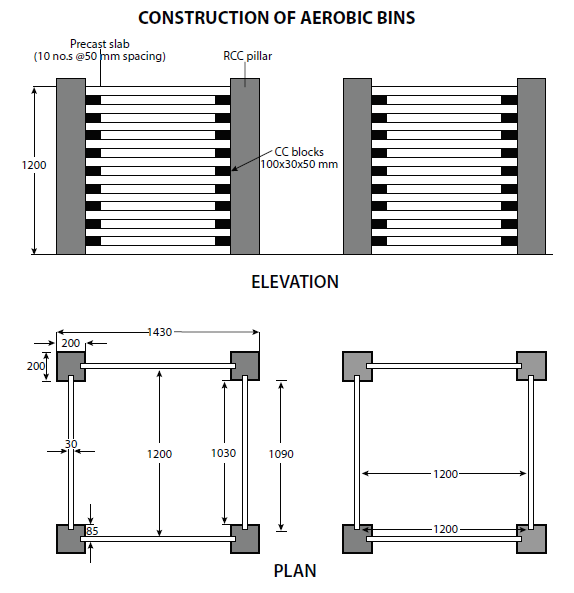 CONSTRUCTION OF AEROBIC BINS
Precast slab
(10 no.s @50 mm spacing)
RCC pillar
1200
CC blocks
100x30x50 mm
ELEVATION
1430
200
200
30
1200
1030
1090
85
1200
1200
PLAN